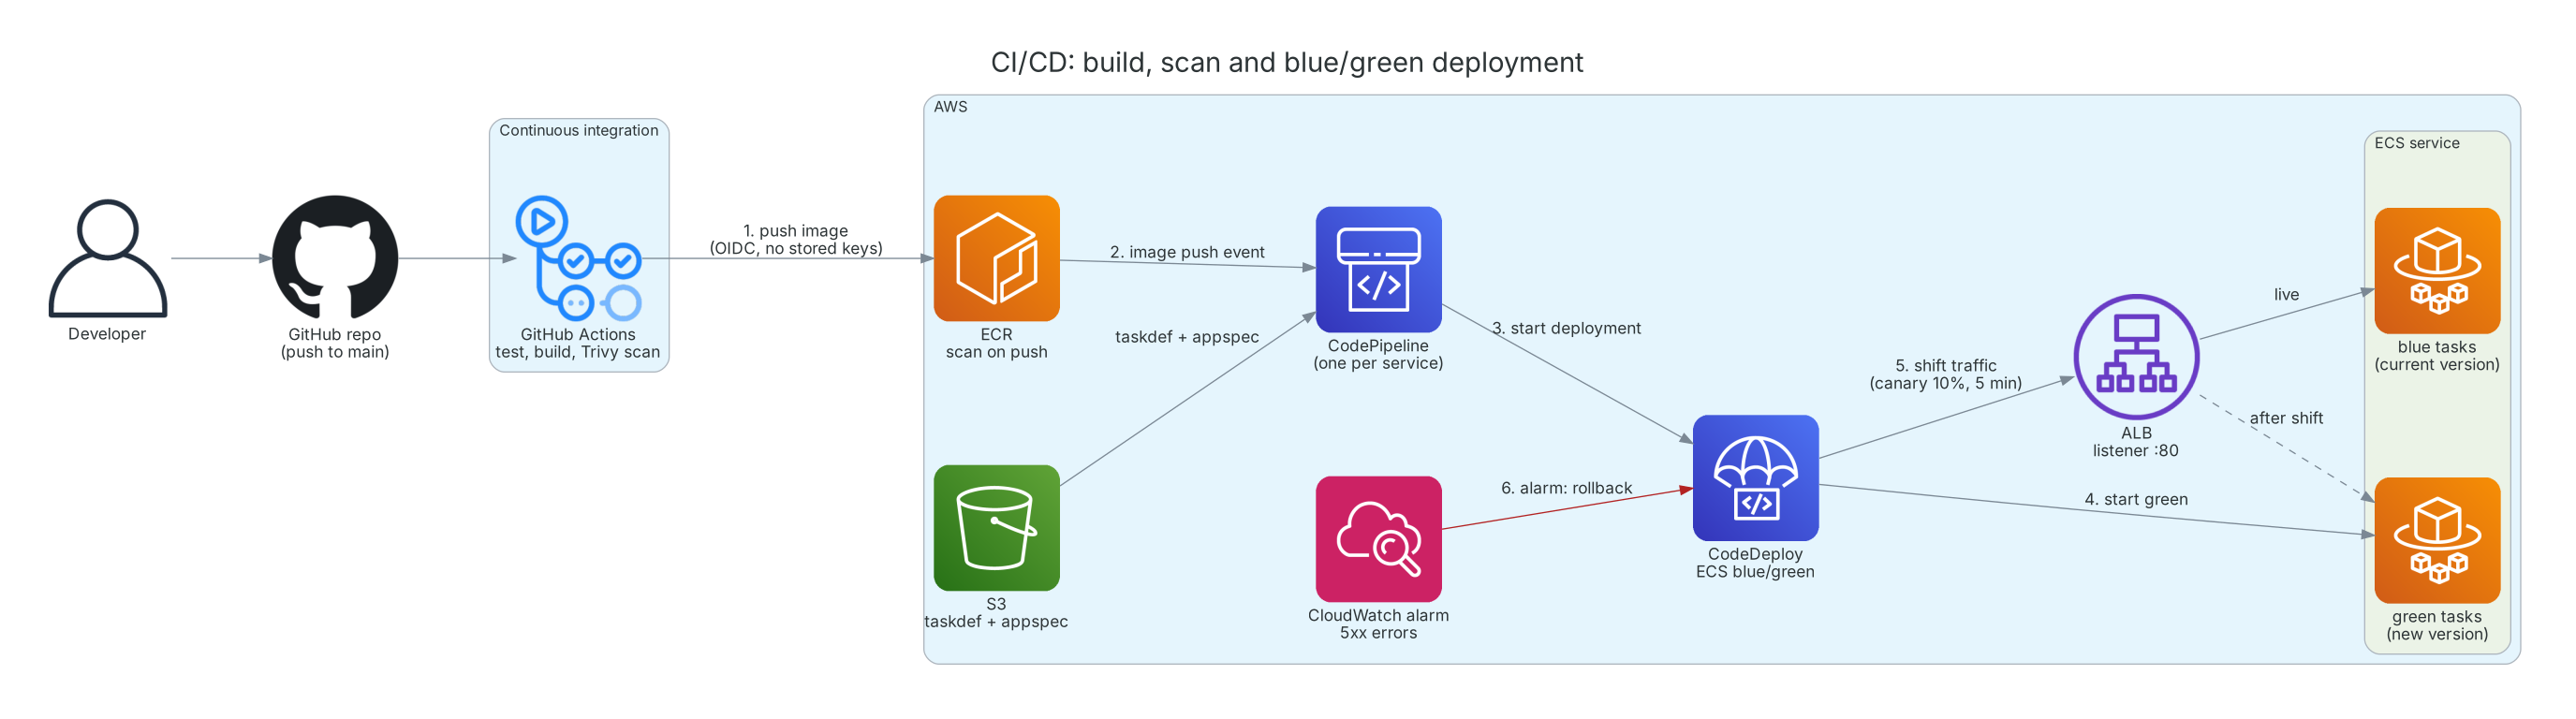 CI/CD: build, scan and blue/green deployment
AWS
Continuous integration
ECS service
Developer
GitHub repo
(push to main)
GitHub Actions
test, build, Trivy scan
1. push image
(OIDC, no stored keys)
ECR
scan on push
2. image push event
taskdef + appspec
S3
taskdef + appspec
CodePipeline
(one per service)
3. start deployment
CloudWatch alarm
5xx errors
6. alarm: rollback
CodeDeploy
ECS blue/green
5. shift traffic
(canary 10%, 5 min)
4. start green
ALB
listener :80
live
after shift
blue tasks
(current version)
green tasks
(new version)